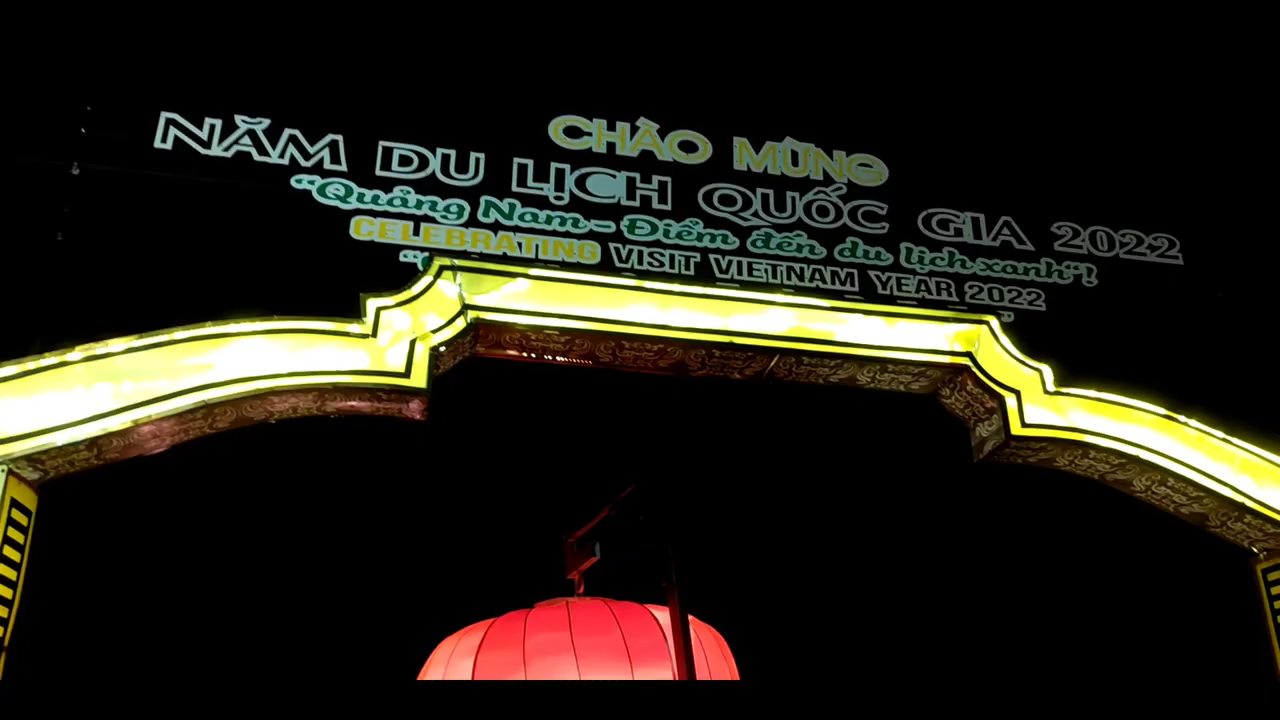 CHÀO MỪNG
NĂM DU LỊCH QUỐC GIA 2022
“Quảng Nam - Điểm đến du lịch xanh“!
CELEBRATING VISIT VIETNAM YEAR 2022